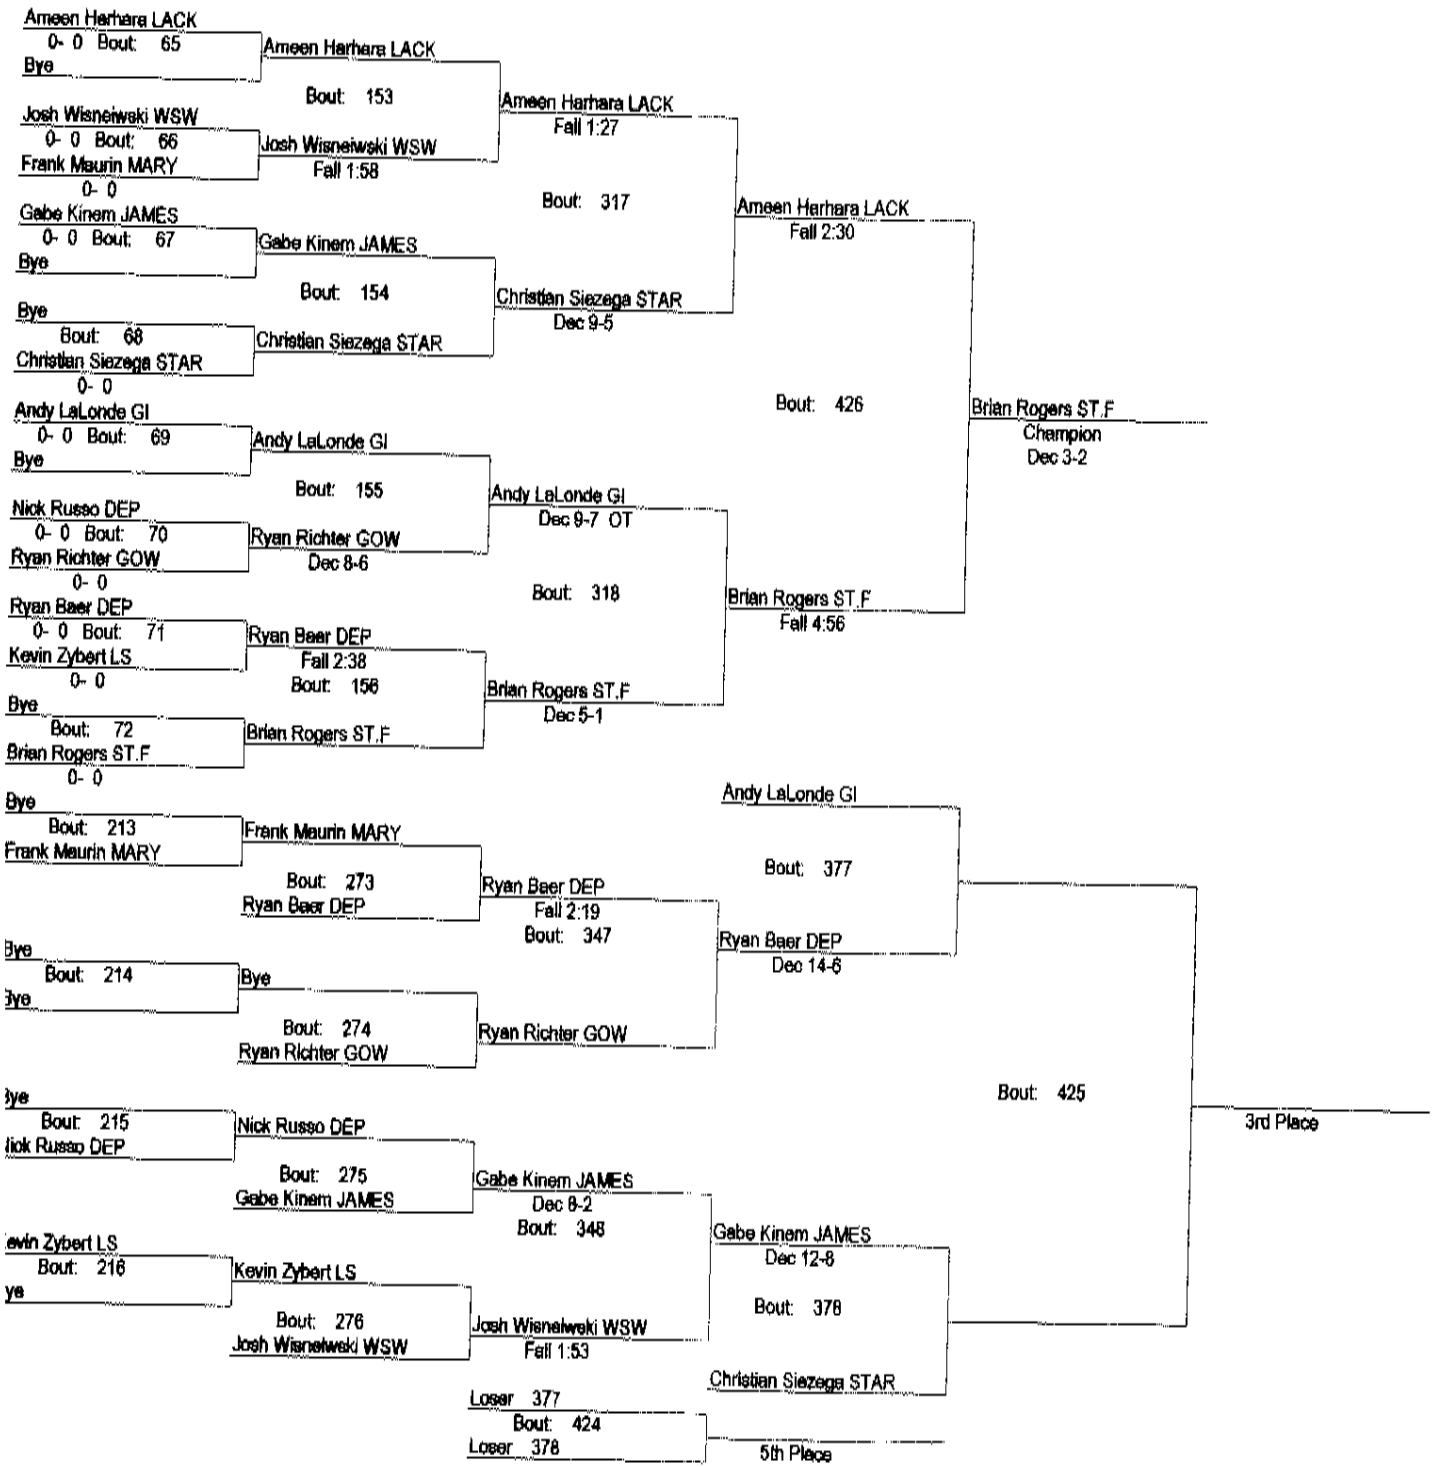 Ameen Harhara LACK
0- 0 Bout: 65
Bye
Ameen Harhara LACK
Bout: 153
Josh Wisneiwski WSW
0- 0 Bout: 66
Frank Maurin MARY
0- 0
Josh Wisneiwski WSW
Fall 1:58
Ameen Harhara LACK
Fall 1:27
Bout: 317
Gabe Kinem JAMES
0- 0 Bout: 67
Bye
Gabe Kinem JAMES
Bout: 154
Bye
Bout: 68
Christian Siezega STAR
0- 0
Christian Siezega STAR
Christian Siezega STAR
Dec 9-5
Ameen Harhara LACK
Fall 2:30
Bout: 426
Brian Rogers ST.F
Champion
Dec 3-2
Andy LaLonde GI
0- 0 Bout: 69
Bye
Andy LaLonde GI
Bout: 155
Nick Russo DEP
0- 0 Bout: 70
Ryan Richter GOW
0- 0
Ryan Richter GOW
Dec 8-6
Andy LaLonde GI
Dec 9-7 OT
Bout: 318
Ryan Baer DEP
0- 0 Bout: 71
Kevin Zybert LS
0- 0
Ryan Baer DEP
Fall 2:38
Bout: 156
Bye
Bout: 72
Brian Rogers ST.F
0- 0
Brian Rogers ST.F
Brian Rogers ST.F
Dec 5-1
Brian Rogers ST.F
Fall 4:56
Bye
Bout: 213
Frank Maurin MARY
Frank Maurin MARY
Bout: 273
Ryan Baer DEP
Ryan Baer DEP
Fall 2:19
Bout: 347
Bye
Bout: 214
Bye
Bye
Bout: 274
Ryan Richter GOW
Ryan Richter GOW
Andy LaLonde GI
Bout: 377
Ryan Baer DEP
Dec 14-6
Bout: 425
3rd Place
Bye
Bout: 215
Nick Russo DEP
Nick Russo DEP
Bout: 275
Gabe Kinem JAMES
Gabe Kinem JAMES
Dec 8-2
Bout: 348
Kevin Zybert LS
Bout: 216
ye
Kevin Zybert LS
Bout: 276
Josh Wisneiwski WSW
Josh Wisneiwski WSW
Fall 1:53
Gabe Kinem JAMES
Dec 12-8
Bout: 378
Christian Siezega STAR
Loser 377
Bout: 424
Loser 378
5th Place